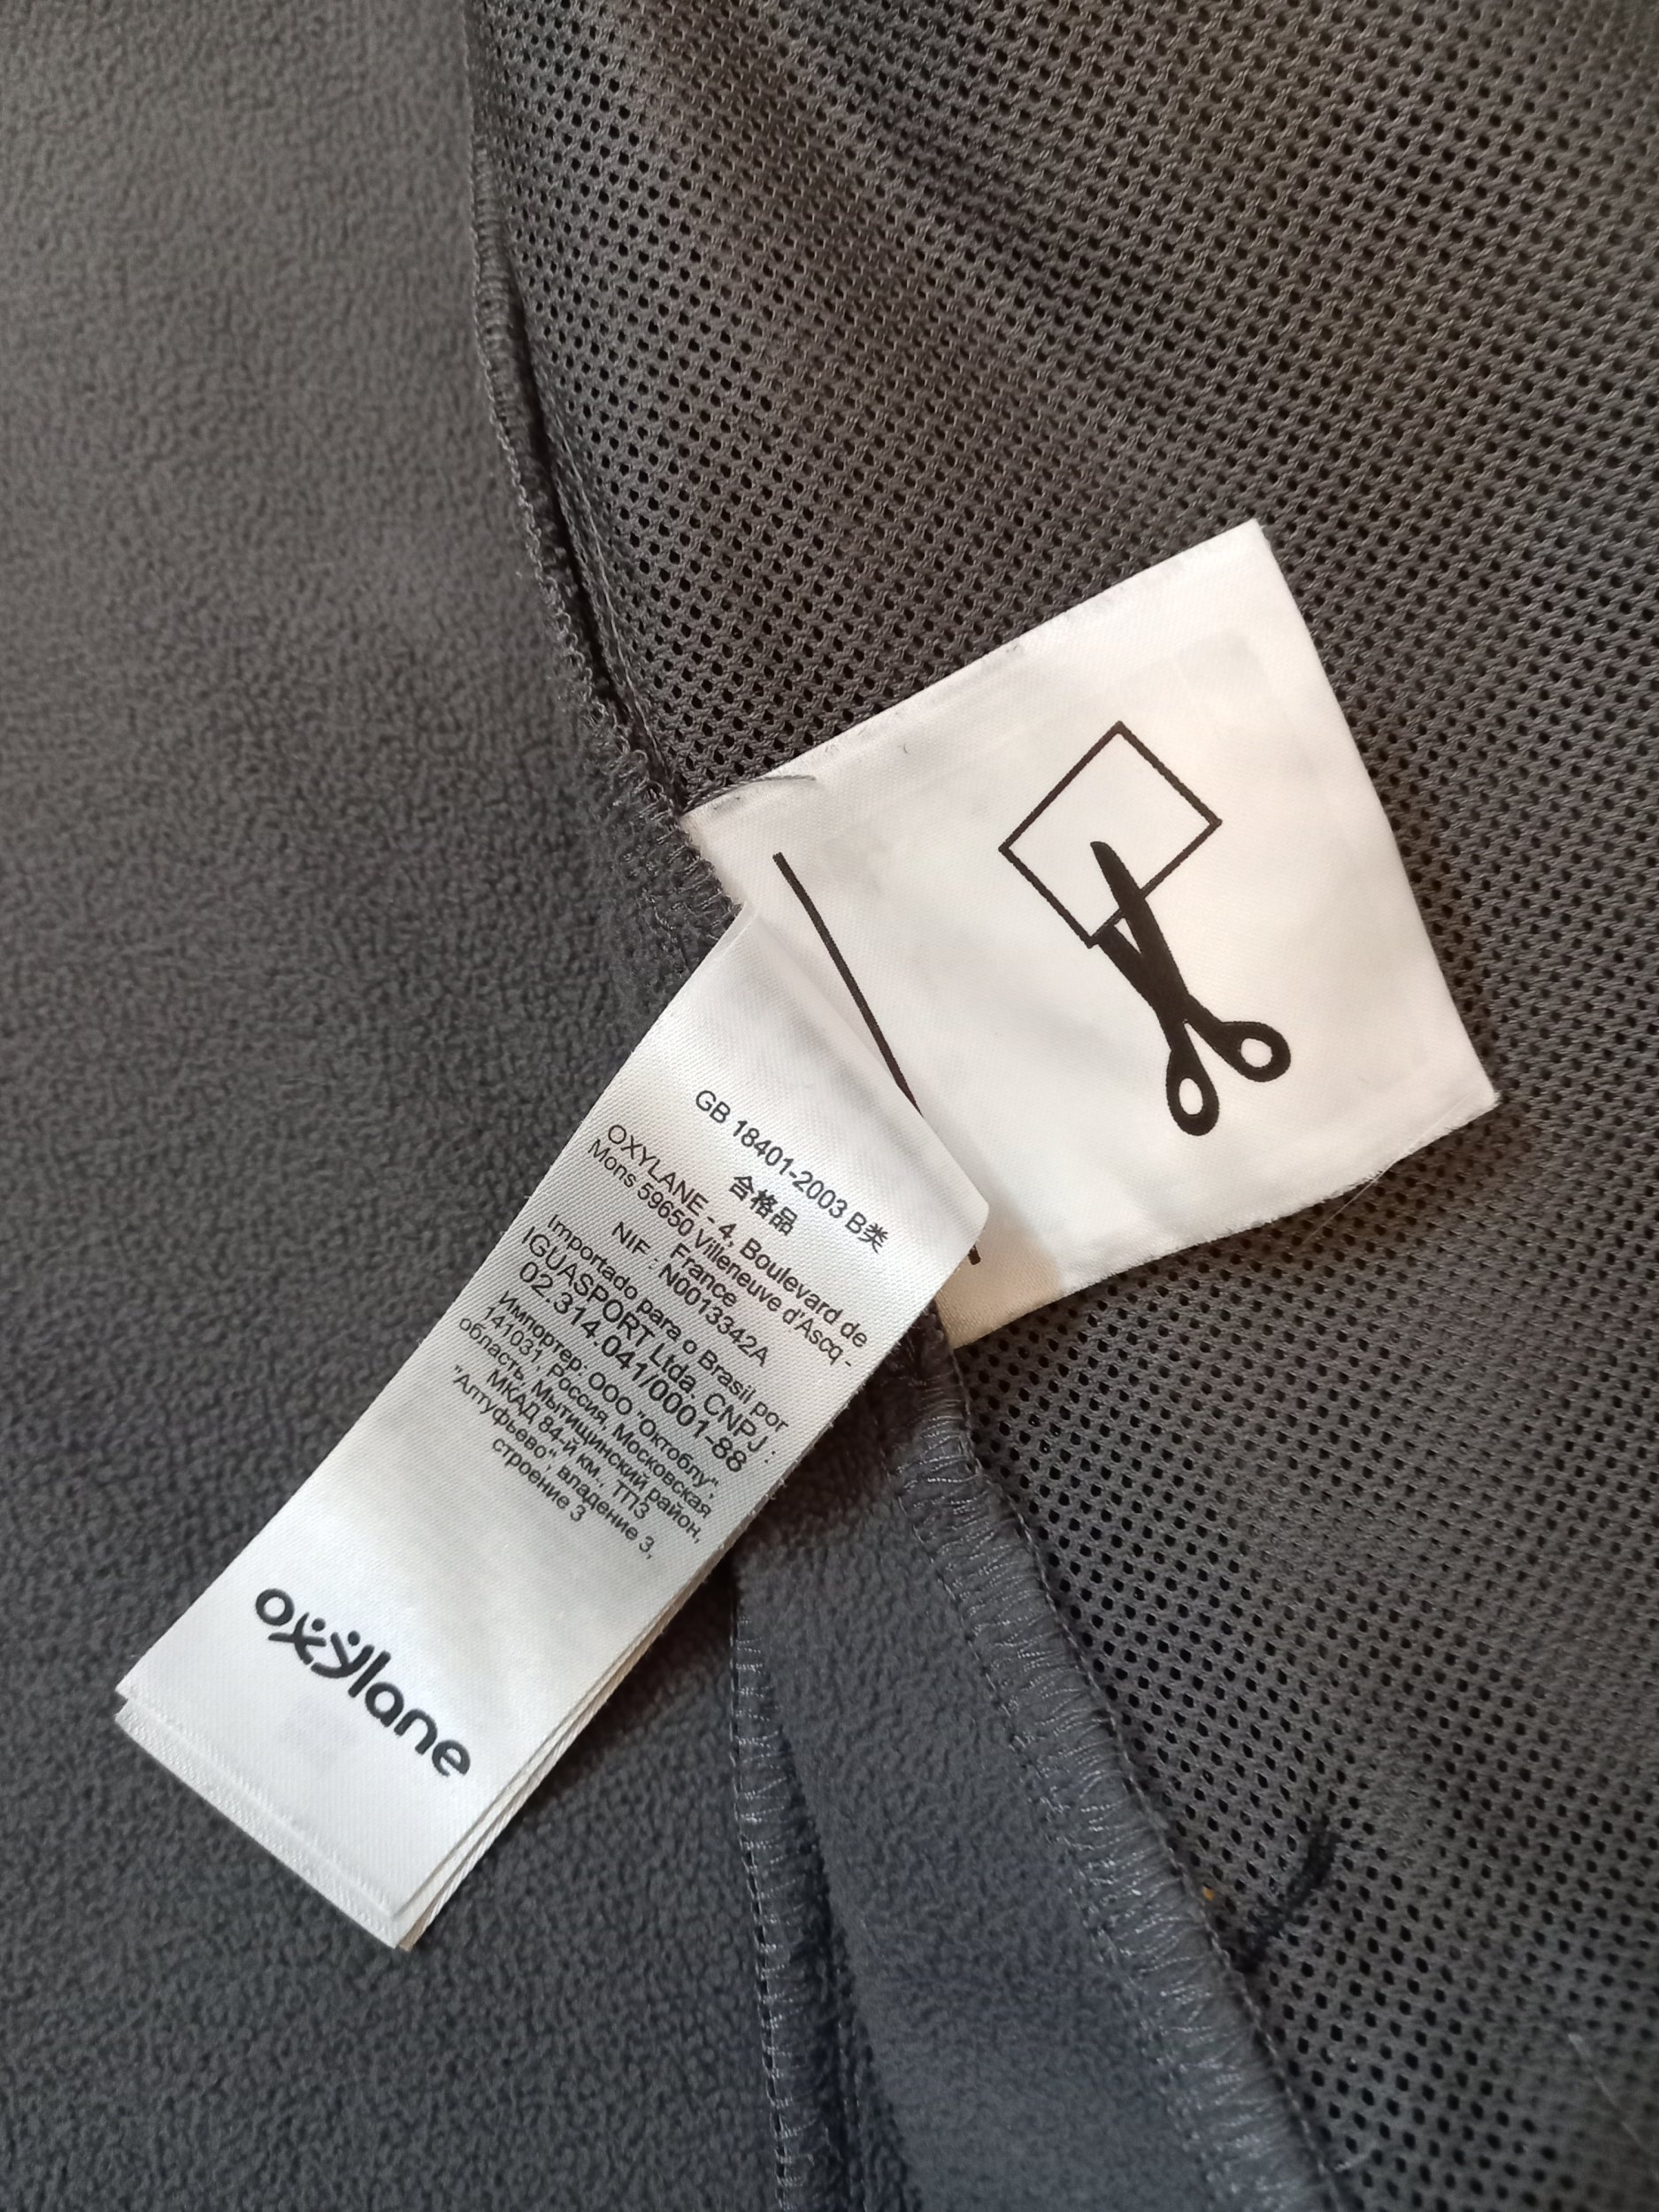 GB 18401-2003 B类
合格品
OXYLANE - 4, Boulevard de
Mons 59650 Villeneuve d'Ascq -
France
NIF : N0013342A
Importado para o Brasil por
IGUASPORT Ltda. CNPJ :
02.314.041/0001-88
Импортер: ООО "Октоблу",
141031, Россия, Московская
область, Мытищинский район,
МКАД 84-й км., ТПЗ
"Алтуфьево", владение 3,
строение 3
oxylane